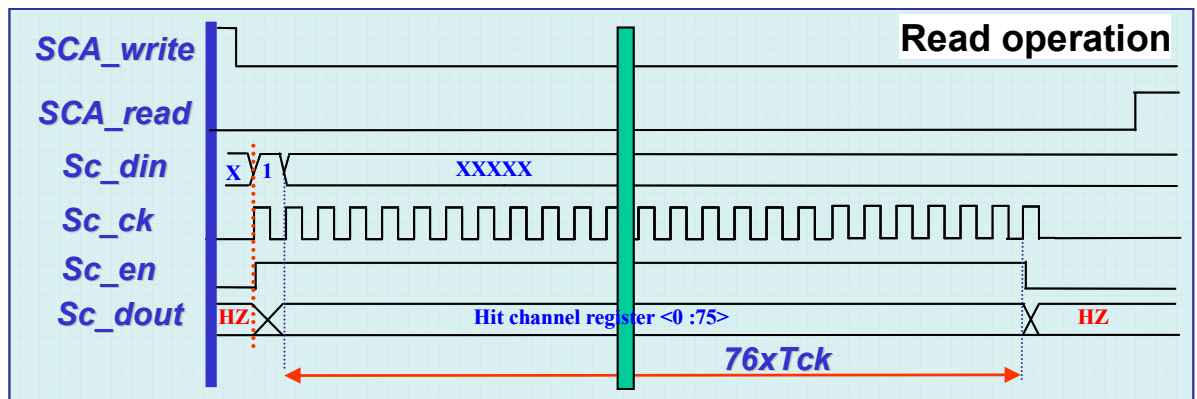 Read operation
SCA_write
SCA_read
Sc_din X 1 XXXXX
Sc_ck
Sc_en
Sc_dout HZ Hit channel register <0 :75> HZ
76xTck